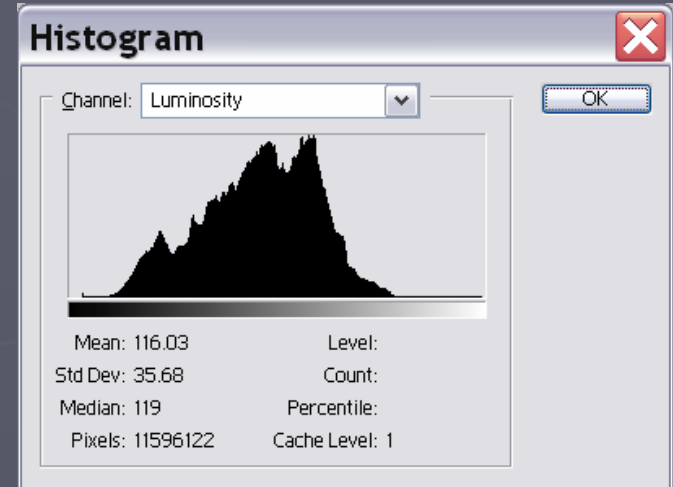 Histogram
Channel: Luminosity
OK
Mean: 116.03 Level:
Std Dev: 35.68 Count:
Median: 119 Percentile:
Pixels: 11596122 Cache Level: 1